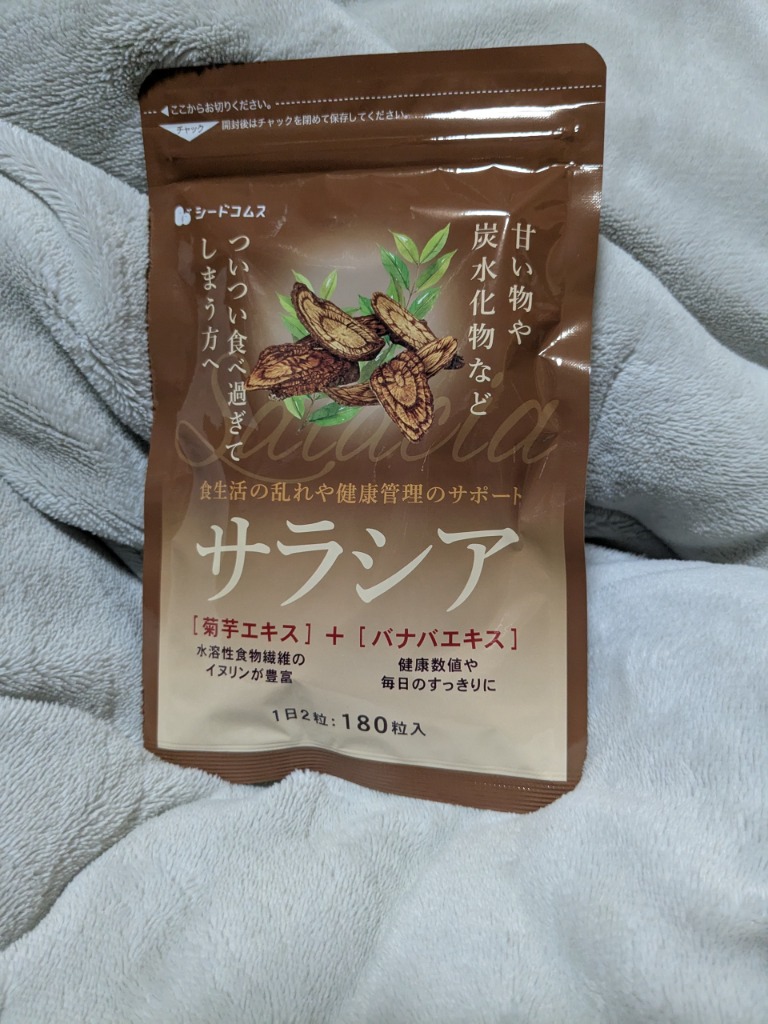 ここからお切りください。
チャック
開封後はチャックを閉めて保存してください。
シードコムス
甘い物や
炭水化物など
ついつい食べ過ぎて
しまう方へ
Salacia
食生活の乱れや健康管理のサポート
サラシア
[菊芋エキス]+[バナバエキス]
水溶性食物繊維の
イヌリンが豊富
健康数値や
毎日のすっきりに
1日2粒:180粒入